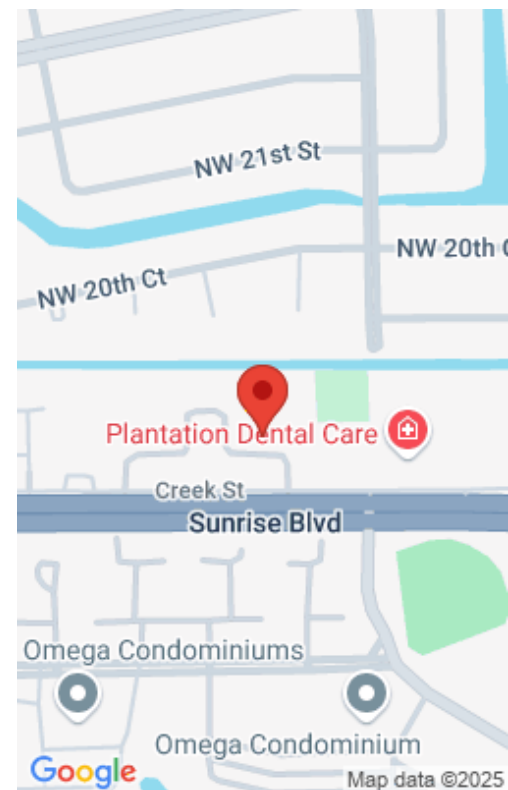 NW 21st St
NW 20th
NW 20th Ct
Plantation Dental Care
Creek St
Sunrise Blvd
Omega Condominiums
Omega Condominium
Google
Map data ©2025